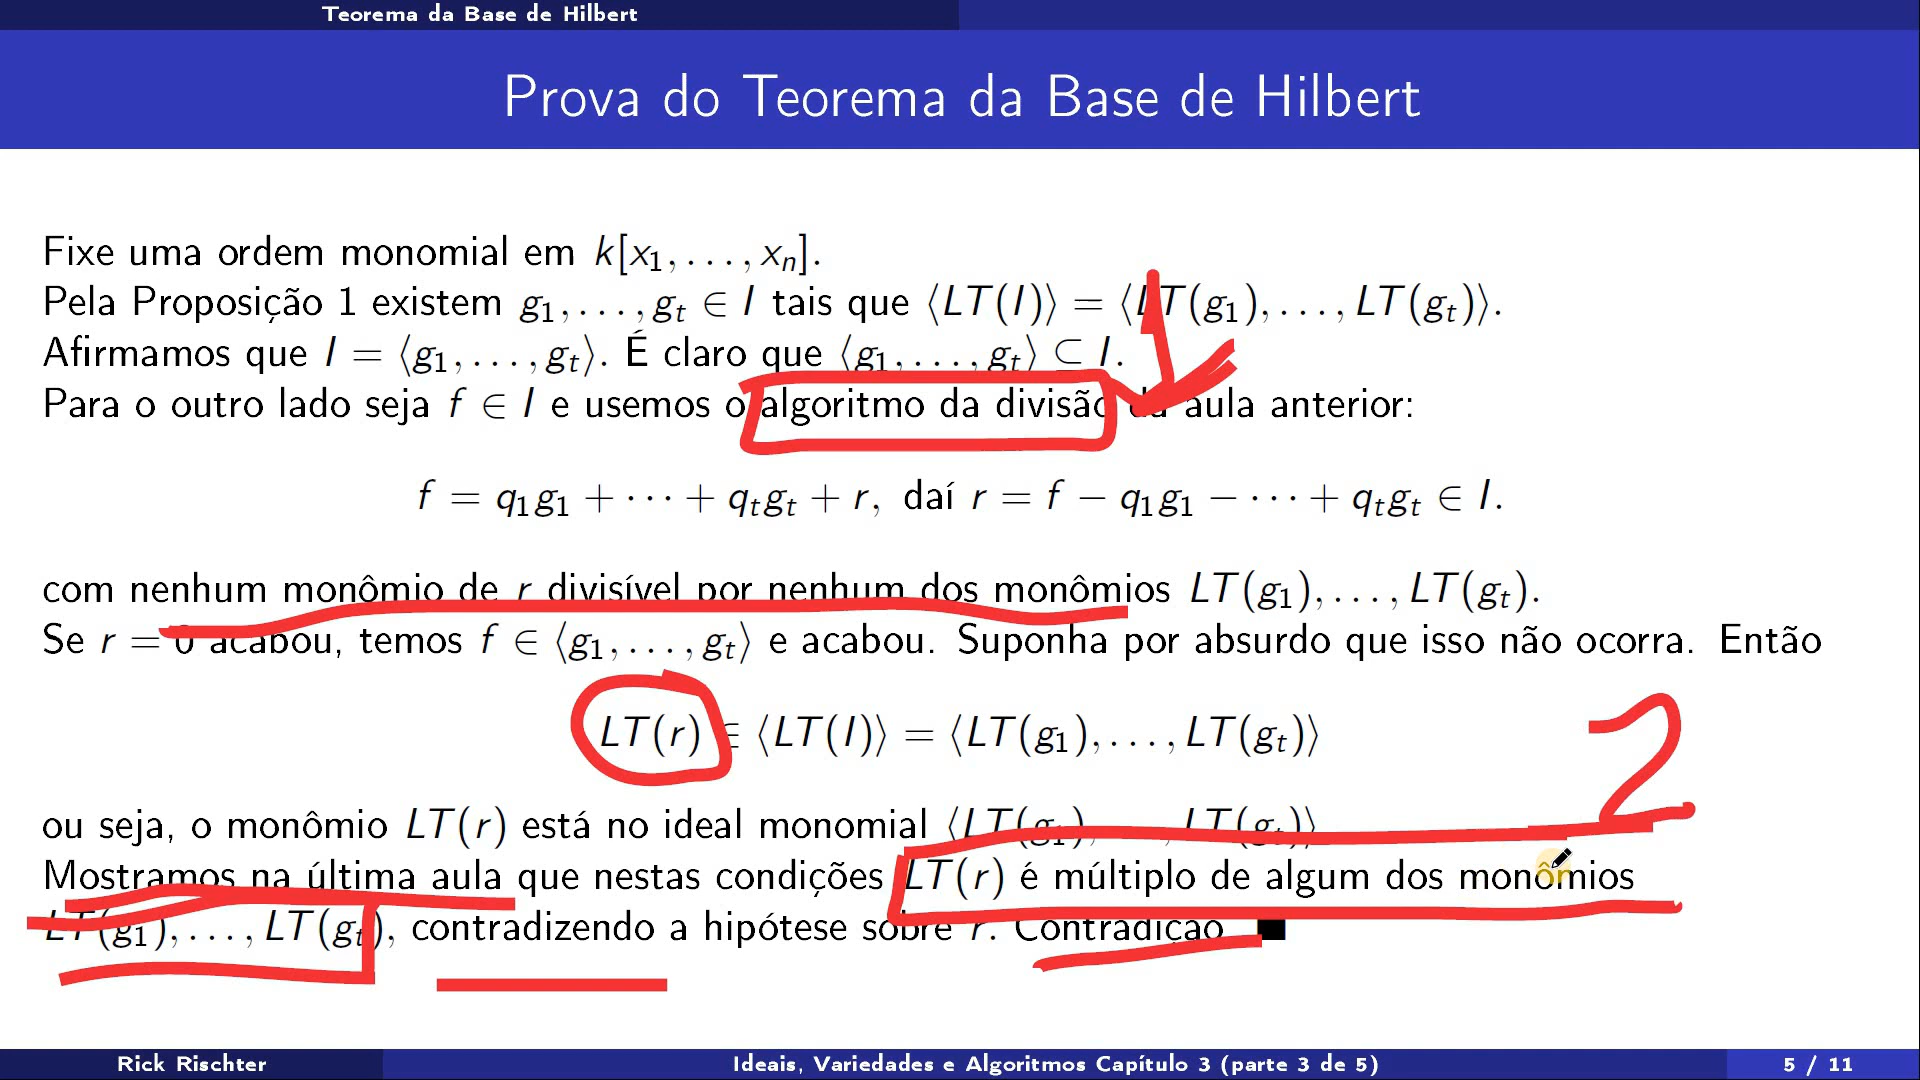 Teorema da Base de Hilbert
Prova do Teorema da Base de Hilbert
Fixe uma ordem monomial em k[x₁, . . . , xₙ].
Pela Proposição 1 existem g₁, . . . , gₜ ∈ I tais que ⟨LT(I)⟩ = ⟨LT(g₁), . . . , LT(gₜ)⟩.
Afirmamos que I = ⟨g₁, . . . , gₜ⟩. É claro que ⟨g₁, . . . , gₜ⟩ ⊆ I.
Para o outro lado seja f ∈ I e usemos o algoritmo da divisão da aula anterior:
f = q₁g₁ + · · · + qₜgₜ + r, daí r = f − q₁g₁ − · · · + qₜgₜ ∈ I.
com nenhum monômio de r divisível por nenhum dos monômios LT(g₁), . . . , LT(gₜ).
Se r = 0 acabou, temos f ∈ ⟨g₁, . . . , gₜ⟩ e acabou. Suponha por absurdo que isso não ocorra. Então
LT(r) ∈ ⟨LT(I)⟩ = ⟨LT(g₁), . . . , LT(gₜ)⟩
2
ou seja, o monômio LT(r) está no ideal monomial ⟨LT(g₁), . . . , LT(gₜ)⟩
Mostramos na última aula que nestas condições LT(r) é múltiplo de algum dos monômios
LT(g₁), . . . , LT(gₜ), contradizendo a hipótese sobre r. Contradição ■
Rick Rischter
Ideais, Variedades e Algoritmos Capítulo 3 (parte 3 de 5)
5 / 11